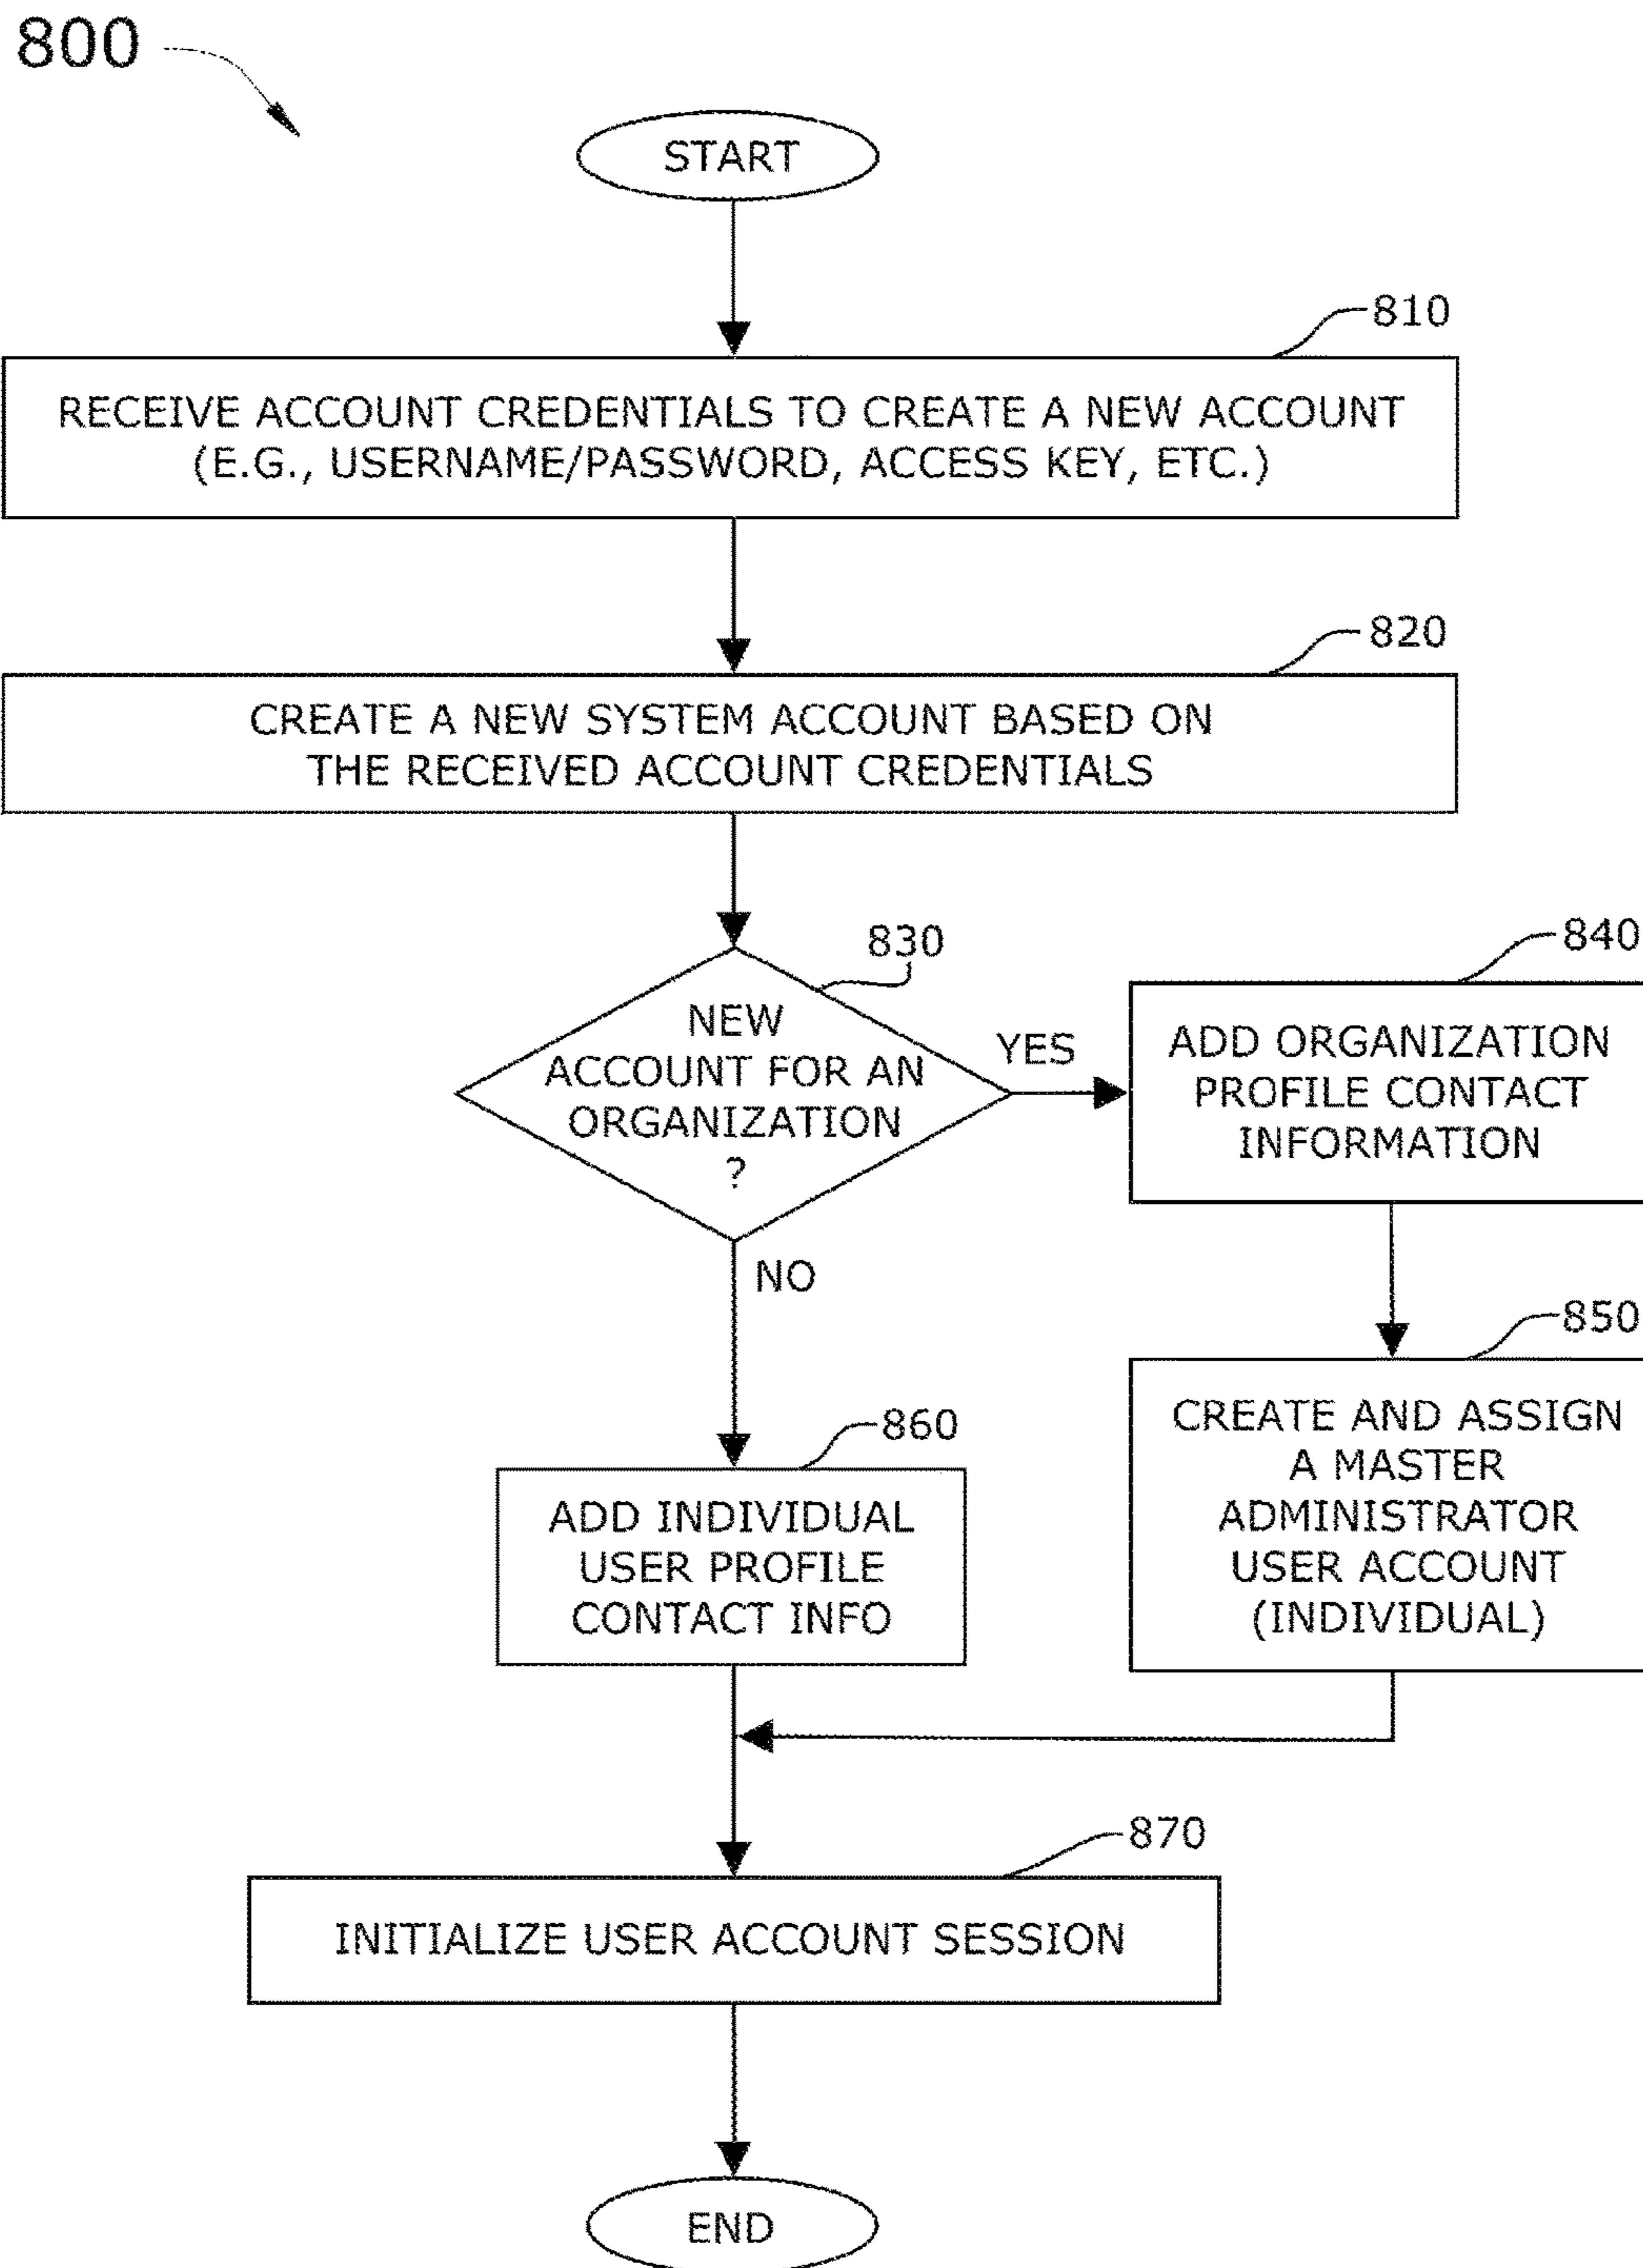 800
START
810
RECEIVE ACCOUNT CREDENTIALS TO CREATE A NEW ACCOUNT
(E.G., USERNAME/PASSWORD, ACCESS KEY, ETC.)
820
CREATE A NEW SYSTEM ACCOUNT BASED ON
THE RECEIVED ACCOUNT CREDENTIALS
830
NEW
ACCOUNT FOR AN
ORGANIZATION
?
YES
NO
840
ADD ORGANIZATION
PROFILE CONTACT
INFORMATION
850
CREATE AND ASSIGN
A MASTER
ADMINISTRATOR
USER ACCOUNT
(INDIVIDUAL)
860
ADD INDIVIDUAL
USER PROFILE
CONTACT INFO
870
INITIALIZE USER ACCOUNT SESSION
END